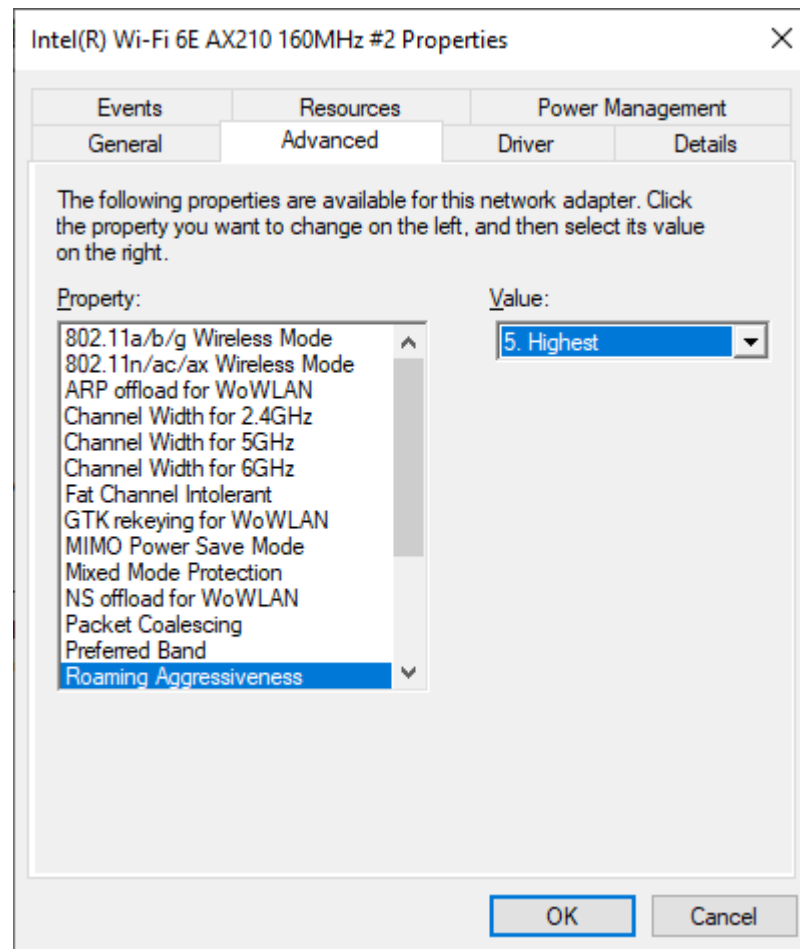 Intel(R) Wi-Fi 6E AX210 160MHz #2 Properties
Events Resources Power Management
General Advanced Driver Details
The following properties are available for this network adapter. Click
the property you want to change on the left, and then select its value
on the right.
Property:
802.11a/b/g Wireless Mode
802.11n/ac/ax Wireless Mode
ARP offload for WoWLAN
Channel Width for 2.4GHz
Channel Width for 5GHz
Channel Width for 6GHz
Fat Channel Intolerant
GTK rekeying for WoWLAN
MIMO Power Save Mode
Mixed Mode Protection
NS offload for WoWLAN
Packet Coalescing
Preferred Band
Roaming Aggressiveness
Value:
5. Highest
OK Cancel